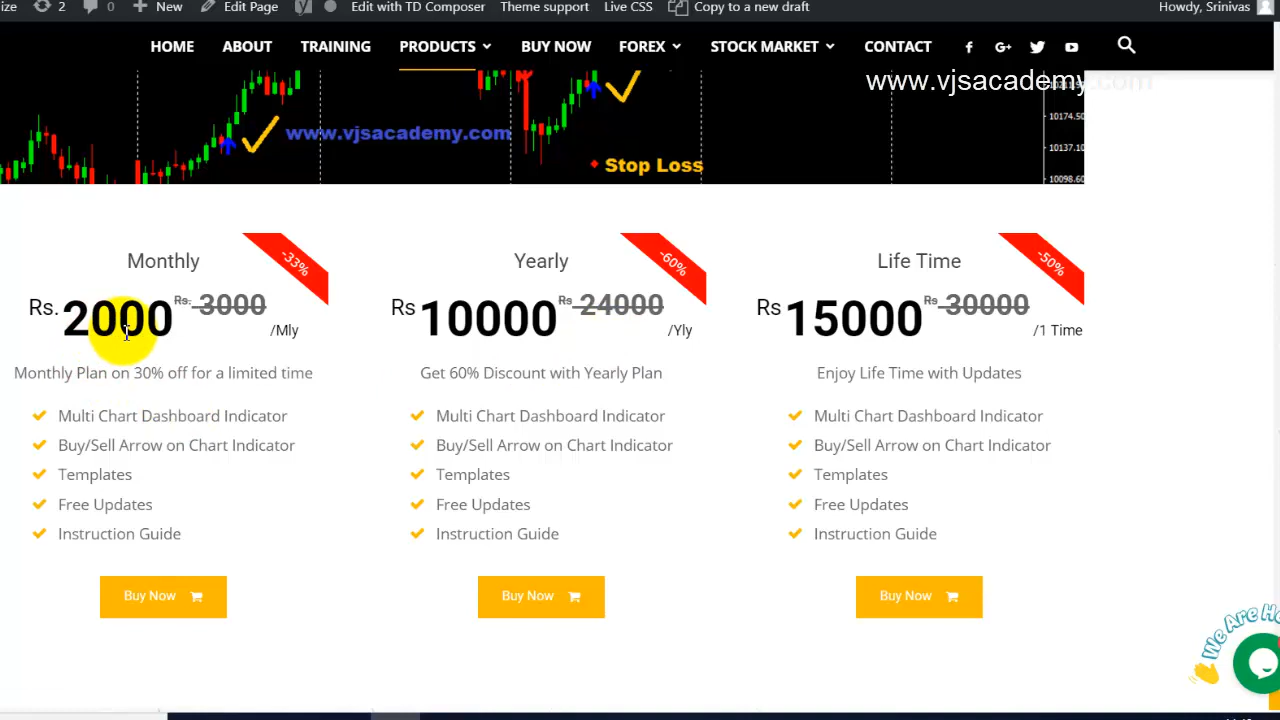 ize 2 0 New Edit Page Edit with TD Composer Theme support Live CSS Copy to a new draft Howdy, Srinivas
HOME ABOUT TRAINING PRODUCTS BUY NOW FOREX STOCK MARKET CONTACT
www.vjsacademy.com
www.vjsacademy.com
10174.50
10137.10
Stop Loss
10098.60
Monthly -33%
Rs. 2000 Rs. 3000 /Mly
Monthly Plan on 30% off for a limited time
Multi Chart Dashboard Indicator
Buy/Sell Arrow on Chart Indicator
Templates
Free Updates
Instruction Guide
Buy Now
Yearly -60%
Rs 10000 Rs 24000 /Yly
Get 60% Discount with Yearly Plan
Multi Chart Dashboard Indicator
Buy/Sell Arrow on Chart Indicator
Templates
Free Updates
Instruction Guide
Buy Now
Life Time -50%
Rs 15000 Rs 30000 /1 Time
Enjoy Life Time with Updates
Multi Chart Dashboard Indicator
Buy/Sell Arrow on Chart Indicator
Templates
Free Updates
Instruction Guide
Buy Now
We Are He